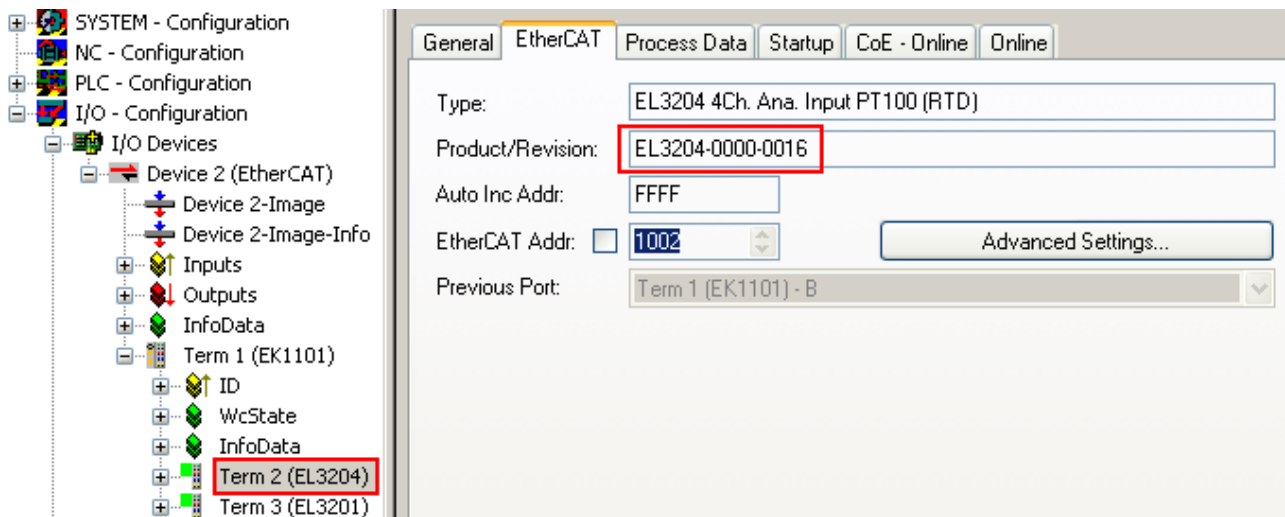 SYSTEM - Configuration
NC - Configuration
PLC - Configuration
I/O - Configuration
I/O Devices
Device 2 (EtherCAT)
Device 2-Image
Device 2-Image-Info
Inputs
Outputs
InfoData
Term 1 (EK1101)
ID
WcState
InfoData
Term 2 (EL3204)
Term 3 (EL3201)
General EtherCAT Process Data Startup CoE - Online Online
Type: EL3204 4Ch. Ana. Input PT100 (RTD)
Product/Revision: EL3204-0000-0016
Auto Inc Addr: FFFF
EtherCAT Addr: 1002 Advanced Settings...
Previous Port: Term 1 (EK1101) - B